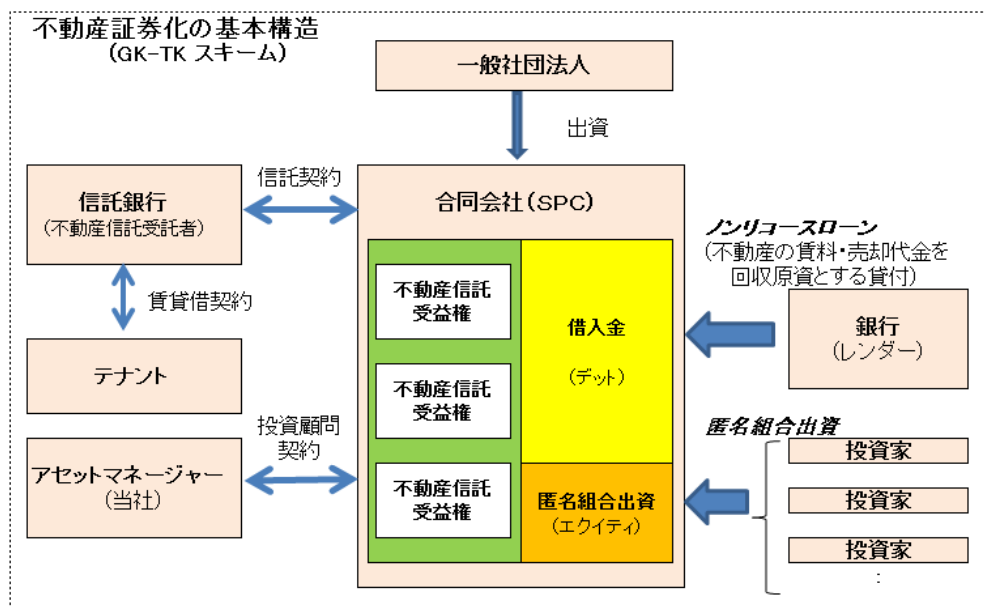 不動産証券化の基本構造
(GK-TK スキーム)
一般社団法人
出資
信託銀行
(不動産信託受託者)
信託契約
合同会社(SPC)
ノンリコースローン
(不動産の賃料・売却代金を
回収原資とする貸付)
賃貸借契約
不動産信託
受益権
借入金
(デット)
銀行
(レンダー)
テナント
不動産信託
受益権
投資顧問
契約
匿名組合出資
アセットマネージャー
(当社)
不動産信託
受益権
匿名組合出資
(エクイティ)
投資家
投資家
投資家
: